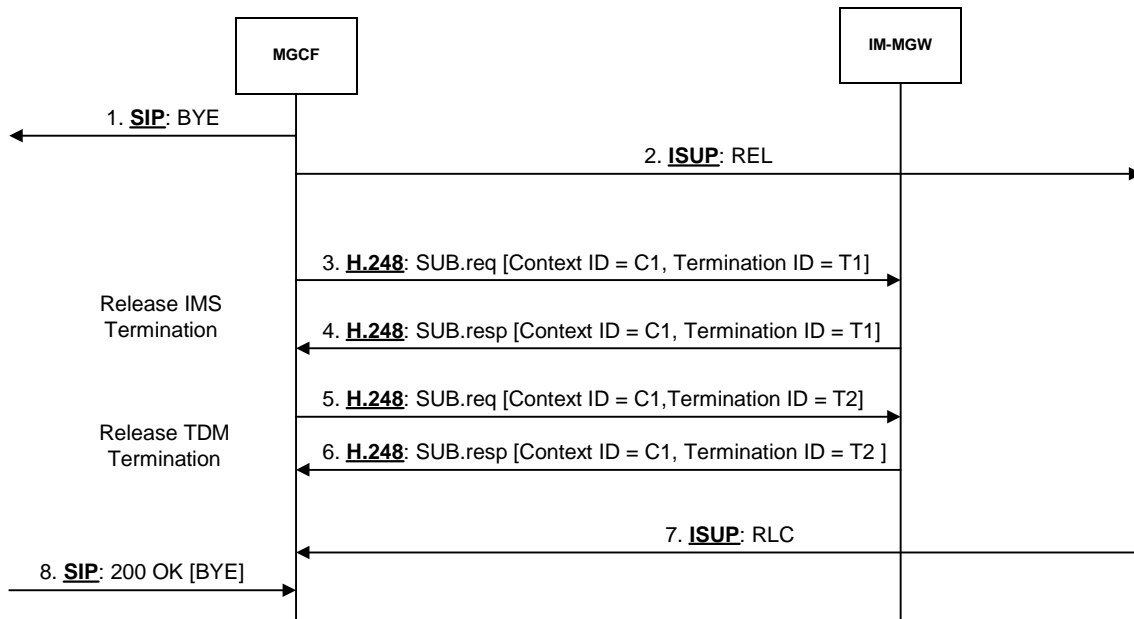 MGCF
IM-MGW
1. SIP: BYE
2. ISUP: REL
3. H.248: SUB.req [Context ID = C1, Termination ID = T1]
Release IMS
Termination
4. H.248: SUB.resp [Context ID = C1, Termination ID = T1]
5. H.248: SUB.req [Context ID = C1,Termination ID = T2]
Release TDM
Termination
6. H.248: SUB.resp [Context ID = C1, Termination ID = T2 ]
7. ISUP: RLC
8. SIP: 200 OK [BYE]